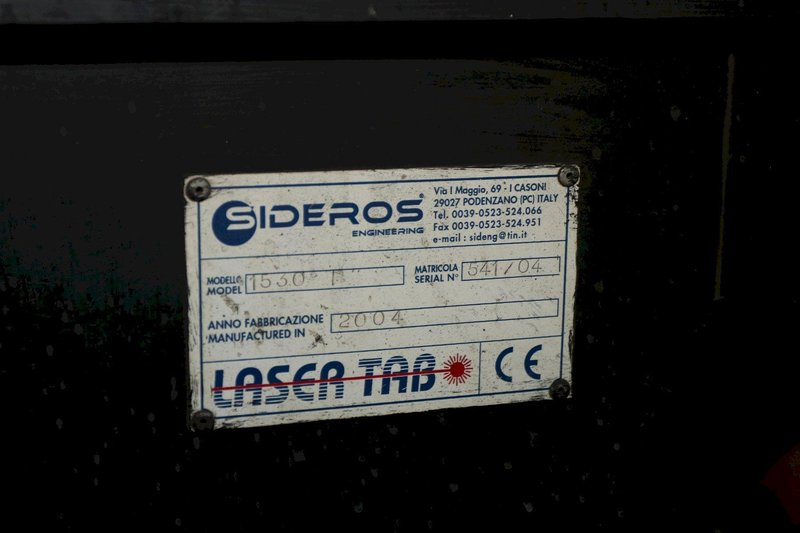 SIDEROS
ENGINEERING
Via I Maggio, 69 - I CASONI
29027 PODENZANO (PC) ITALY
Tel. 0039-0523-524.066
Fax 0039-0523-524.951
e-mail : sideng@tin.it
MODELLO
MODEL
MATRICOLA
SERIAL N°
541/04
ANNO FABBRICAZIONE
MANUFACTURED IN
2004
LASER TAB
CE